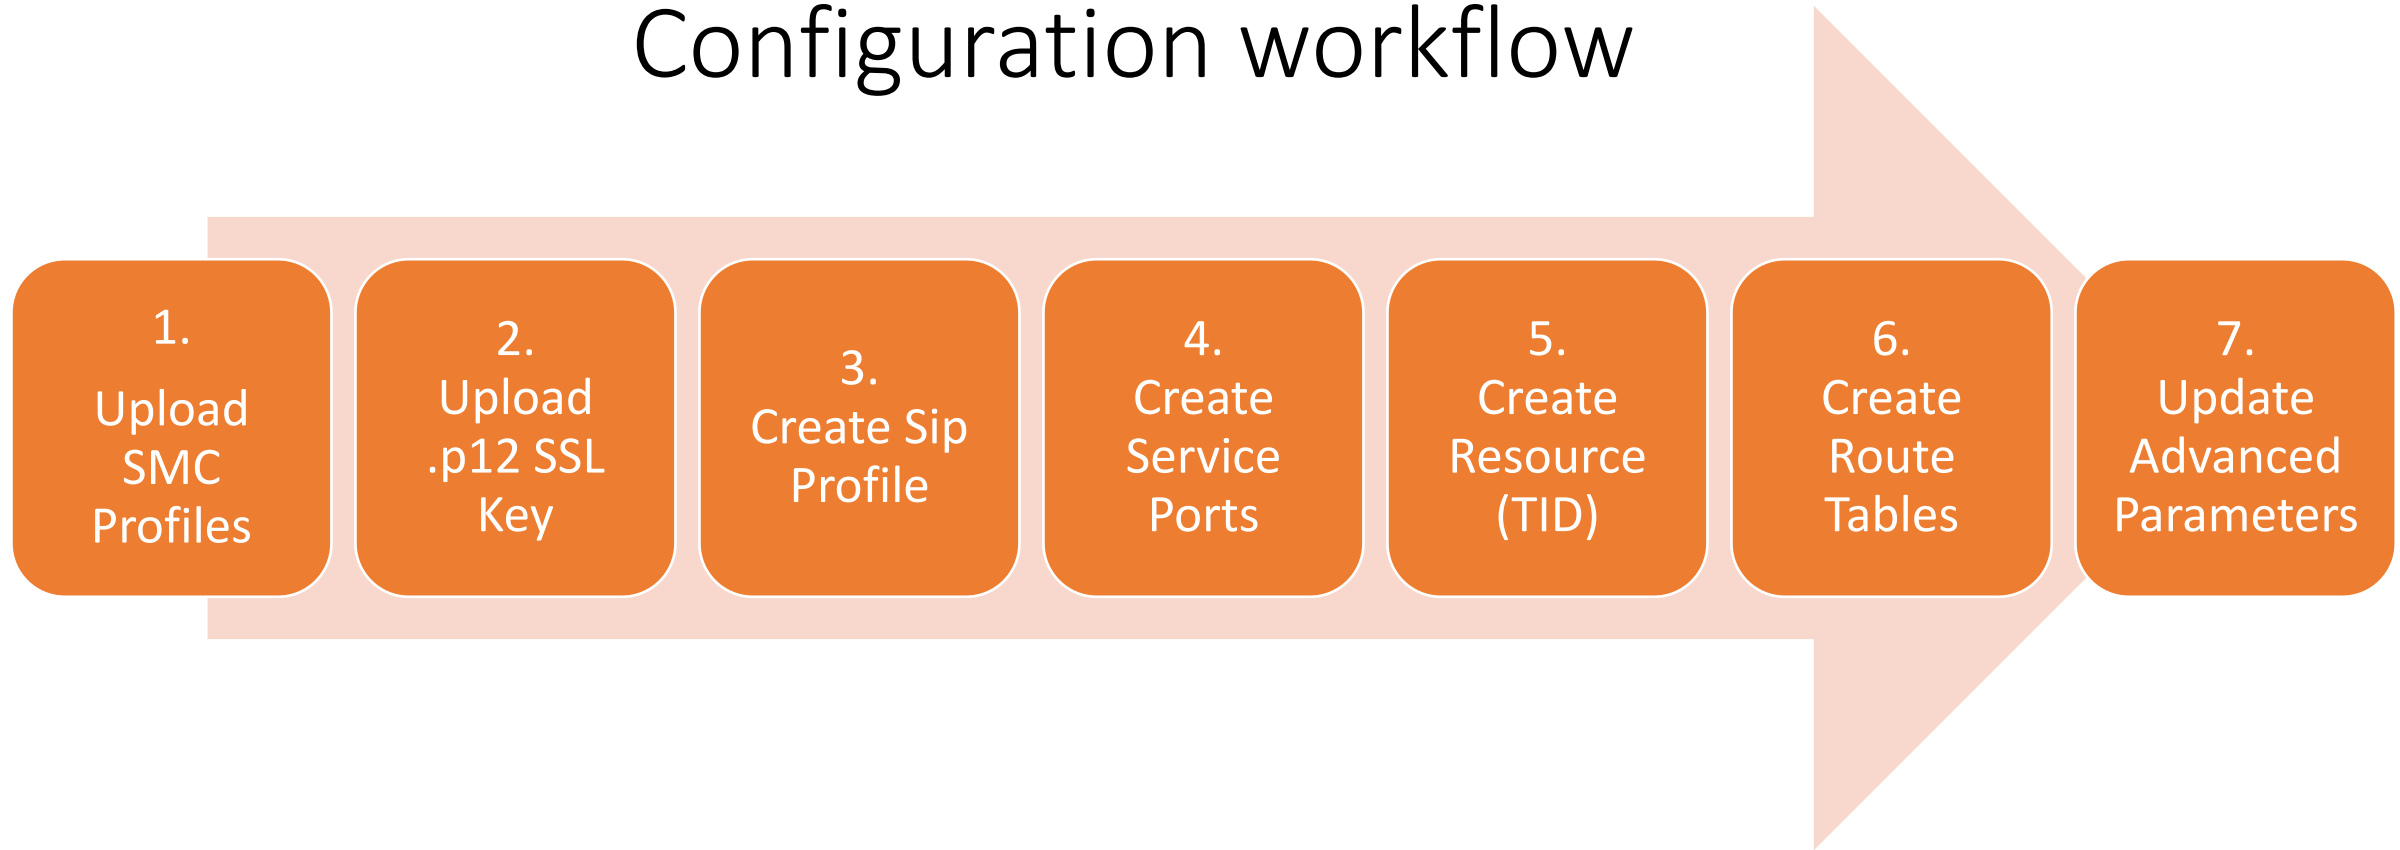 Configuration workflow
1.
Upload
SMC
Profiles
2.
Upload
.p12 SSL
Key
3.
Create Sip
Profile
4.
Create
Service
Ports
5.
Create
Resource
(TID)
6.
Create
Route
Tables
7.
Update
Advanced
Parameters